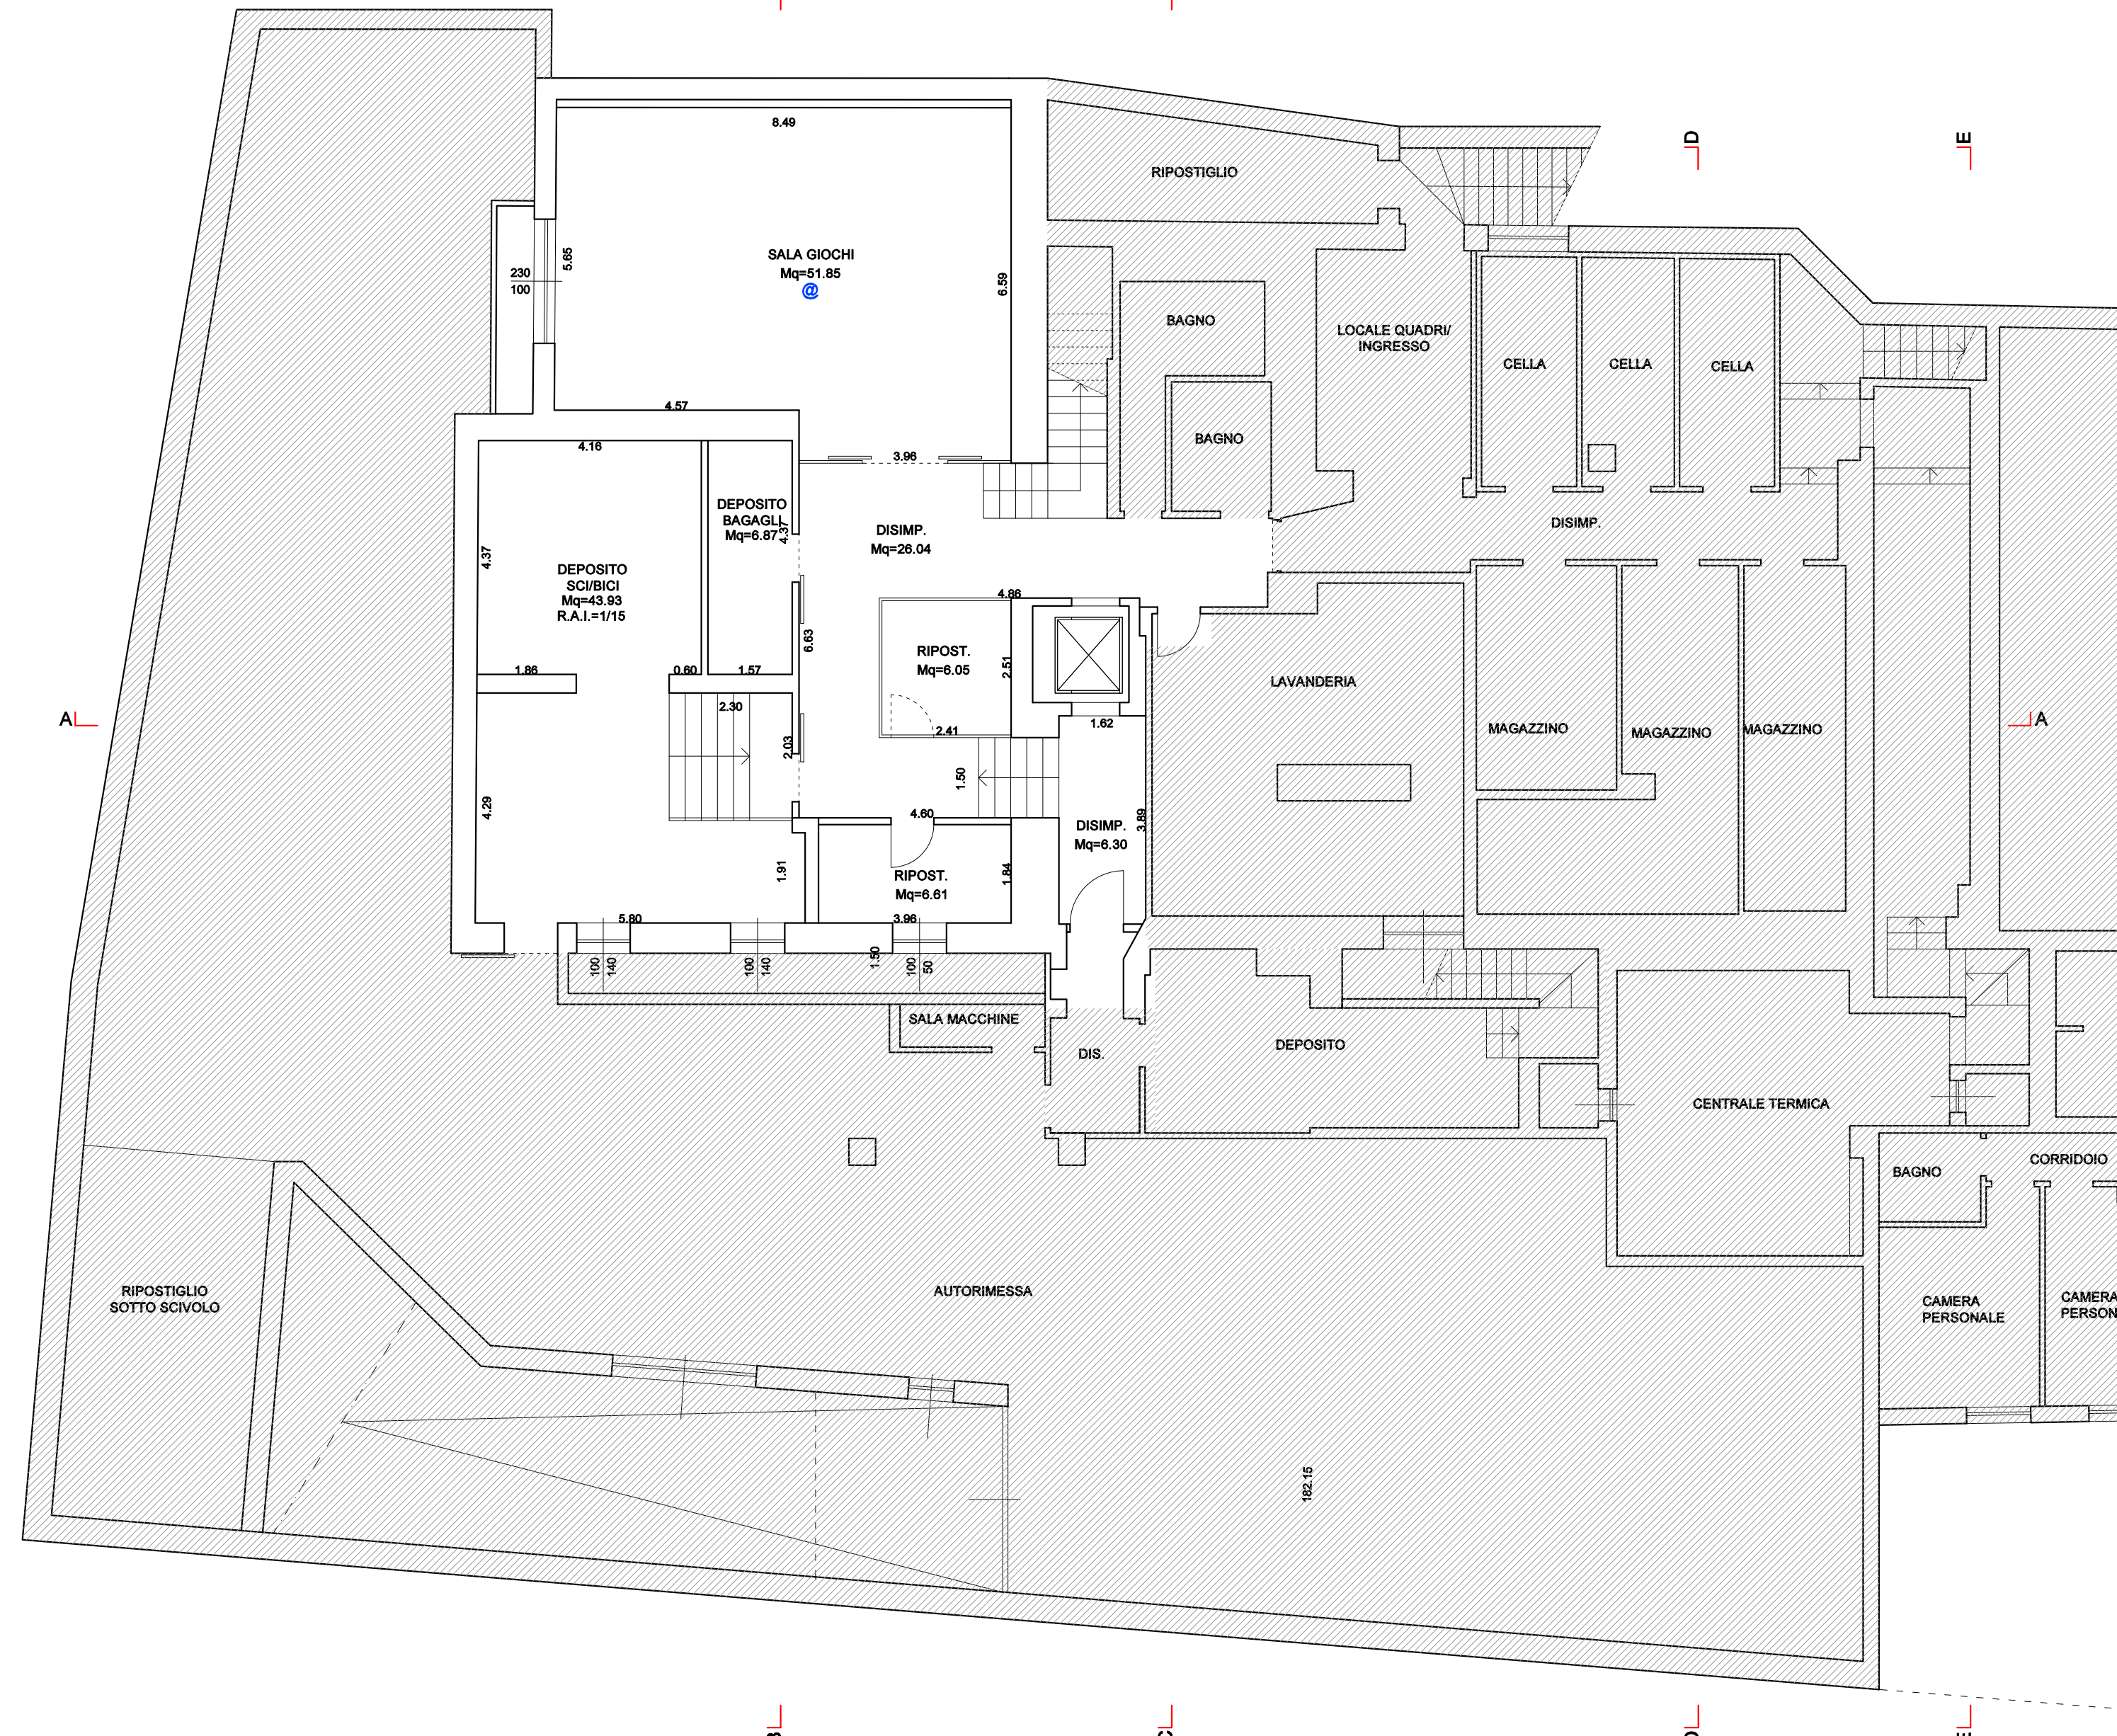 D
E
8.49
RIPOSTIGLIO
SALA GIOCHI
Mq=51.85
@
5.65
230
100
6.59
BAGNO
LOCALE QUADRI/
INGRESSO
CELLA
CELLA
CELLA
4.57
4.16
3.96
BAGNO
DEPOSITO
BAGAGLI
Mq=6.87
4.37
DISIMP.
Mq=26.04
DISIMP.
4.37
DEPOSITO
SCI/BICI
Mq=43.93
R.A.I.=1/15
4.86
6.63
RIPOST.
Mq=6.05
2.51
1.86
0.60
1.57
LAVANDERIA
2.30
A
2.03
2.41
1.62
MAGAZZINO
MAGAZZINO
MAGAZZINO
A
1.50
4.29
4.60
DISIMP.
Mq=6.30
3.89
1.91
RIPOST.
Mq=6.61
1.84
5.80
3.96
100
140
100
140
1.50
100
50
SALA MACCHINE
DIS.
DEPOSITO
CENTRALE TERMICA
BAGNO
CORRIDOIO
RIPOSTIGLIO
SOTTO SCIVOLO
AUTORIMESSA
CAMERA
PERSONALE
CAMERA
PERSON
182.15